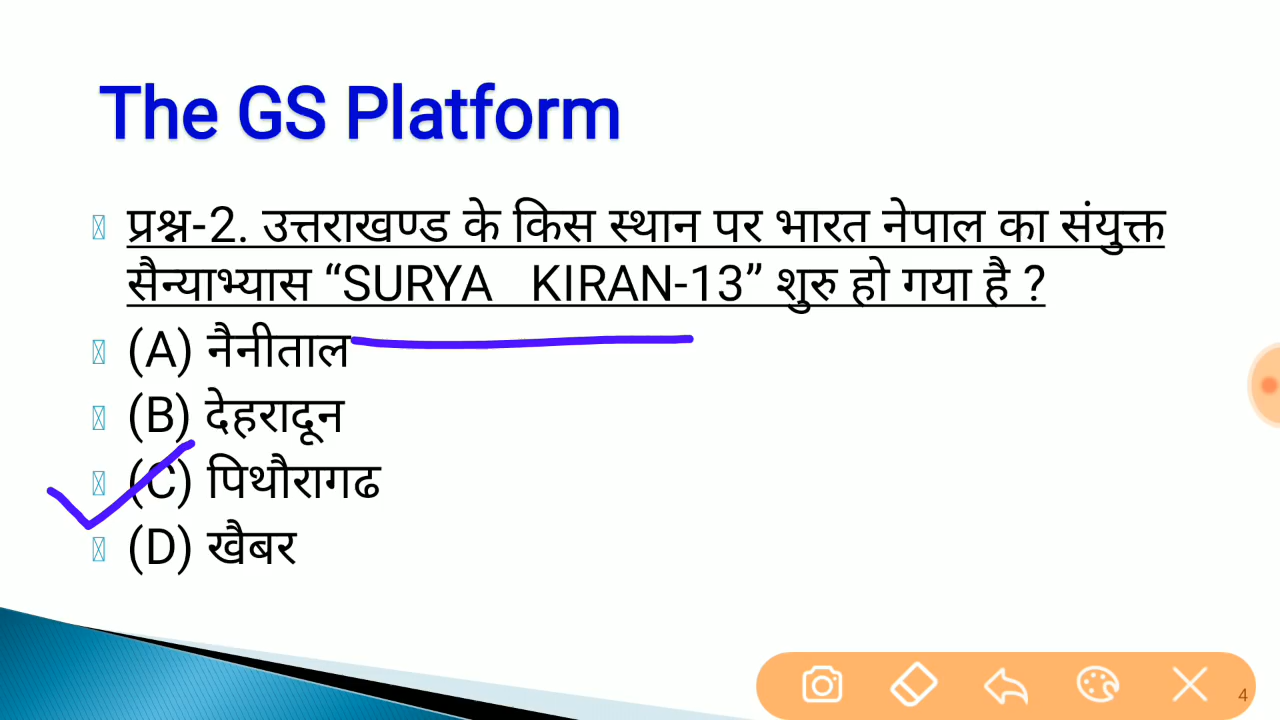 The GS Platform
प्रश्न-2. उत्तराखण्ड के किस स्थान पर भारत नेपाल का संयुक्त
सैन्याभ्यास “SURYA KIRAN-13” शुरु हो गया है ?
(A) नैनीताल
(B) देहरादून
(C) पिथौरागढ
(D) खैबर
4